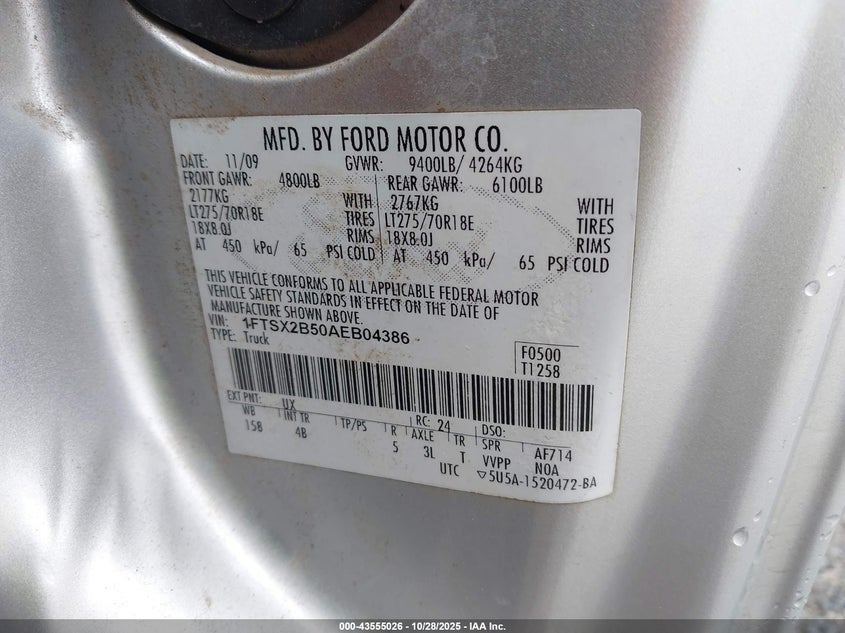 MFD. BY FORD MOTOR CO.
DATE: 11/09 GVWR: 9400LB/ 4264KG
FRONT GAWR: 4800LB REAR GAWR: 6100LB
2177KG WITH 2767KG WITH
LT275/70R18E TIRES LT275/70R18E TIRES
18X8.0J RIMS 18X8.0J RIMS
AT 450 kPa/ 65 PSI COLD AT 450 kPa/ 65 PSI COLD
THIS VEHICLE CONFORMS TO ALL APPLICABLE FEDERAL MOTOR
VEHICLE SAFETY STANDARDS IN EFFECT ON THE DATE OF
MANUFACTURE SHOWN ABOVE.
VIN: 1FTSX2B50AEB04386
TYPE: Truck
F0500
T1258
EXT PNT: UX RC: 24 DSO:
WB INT TR TP/PS R AXLE TR SPR AF714
158 4B 5 3L T VVPP N0A
UTC ▽5U5A-1520472-BA
000-43555026 - 10/28/2025 - IAA Inc.